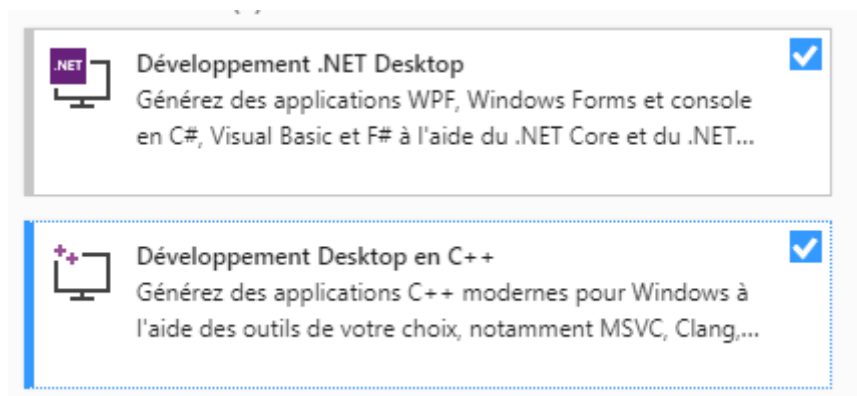 .NET
Développement .NET Desktop
Générez des applications WPF, Windows Forms et console
en C#, Visual Basic et F# à l'aide du .NET Core et du .NET...
Développement Desktop en C++
Générez des applications C++ modernes pour Windows à
l'aide des outils de votre choix, notamment MSVC, Clang,...